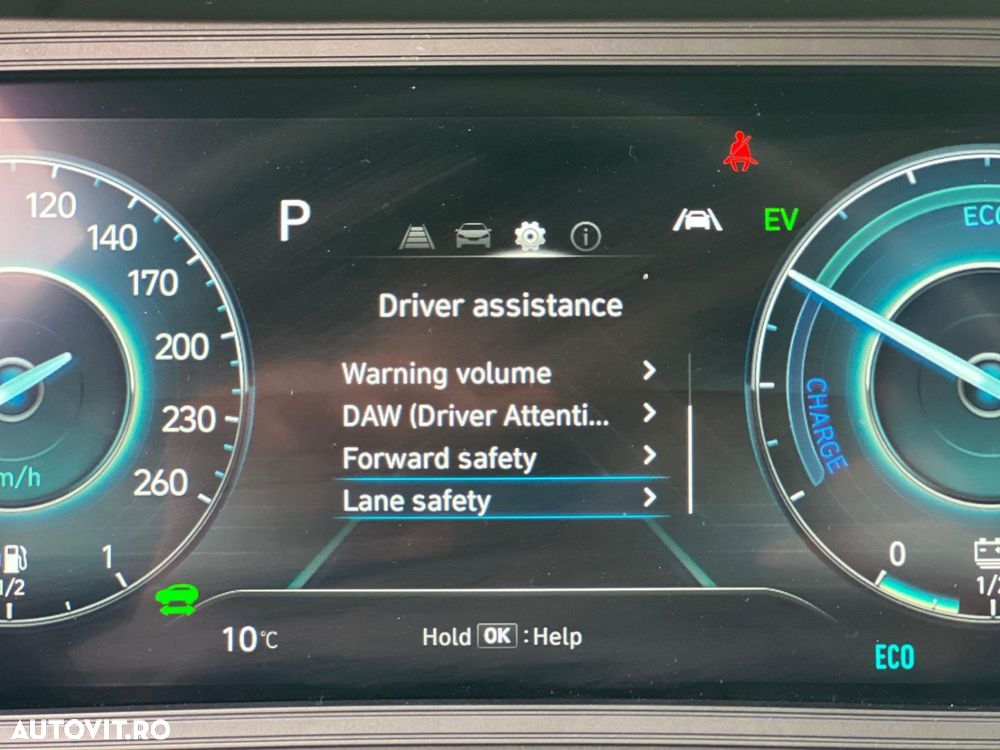 120
140
170
200
230
260
m/h
1
1/2
P
EV
ECO
Driver assistance
Warning volume
DAW (Driver Attenti...
Forward safety
Lane safety
CHARGE
0
1/2
10°C
Hold OK : Help
ECO
AUTOVIT.RO